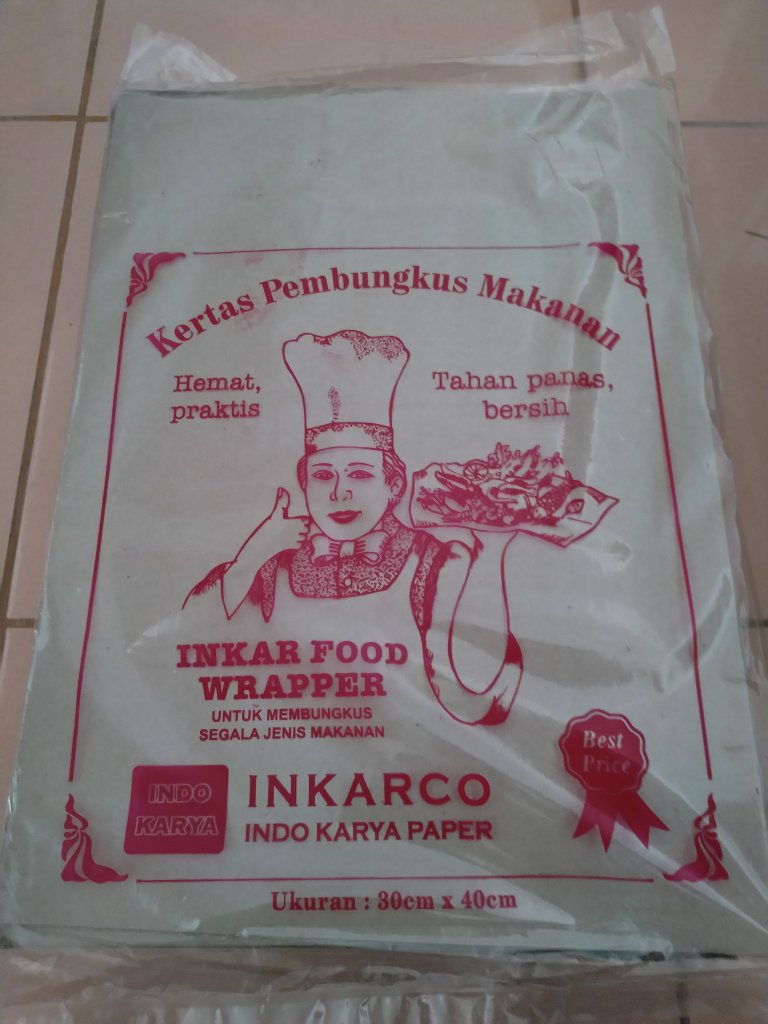 Kertas Pembungkus Makanan
Hemat,
praktis
Tahan panas,
bersih
INKAR FOOD
WRAPPER
UNTUK MEMBUNGKUS
SEGALA JENIS MAKANAN
Best
Price
INDO
KARYA
INKARCO
INDO KARYA PAPER
Ukuran : 30cm x 40cm